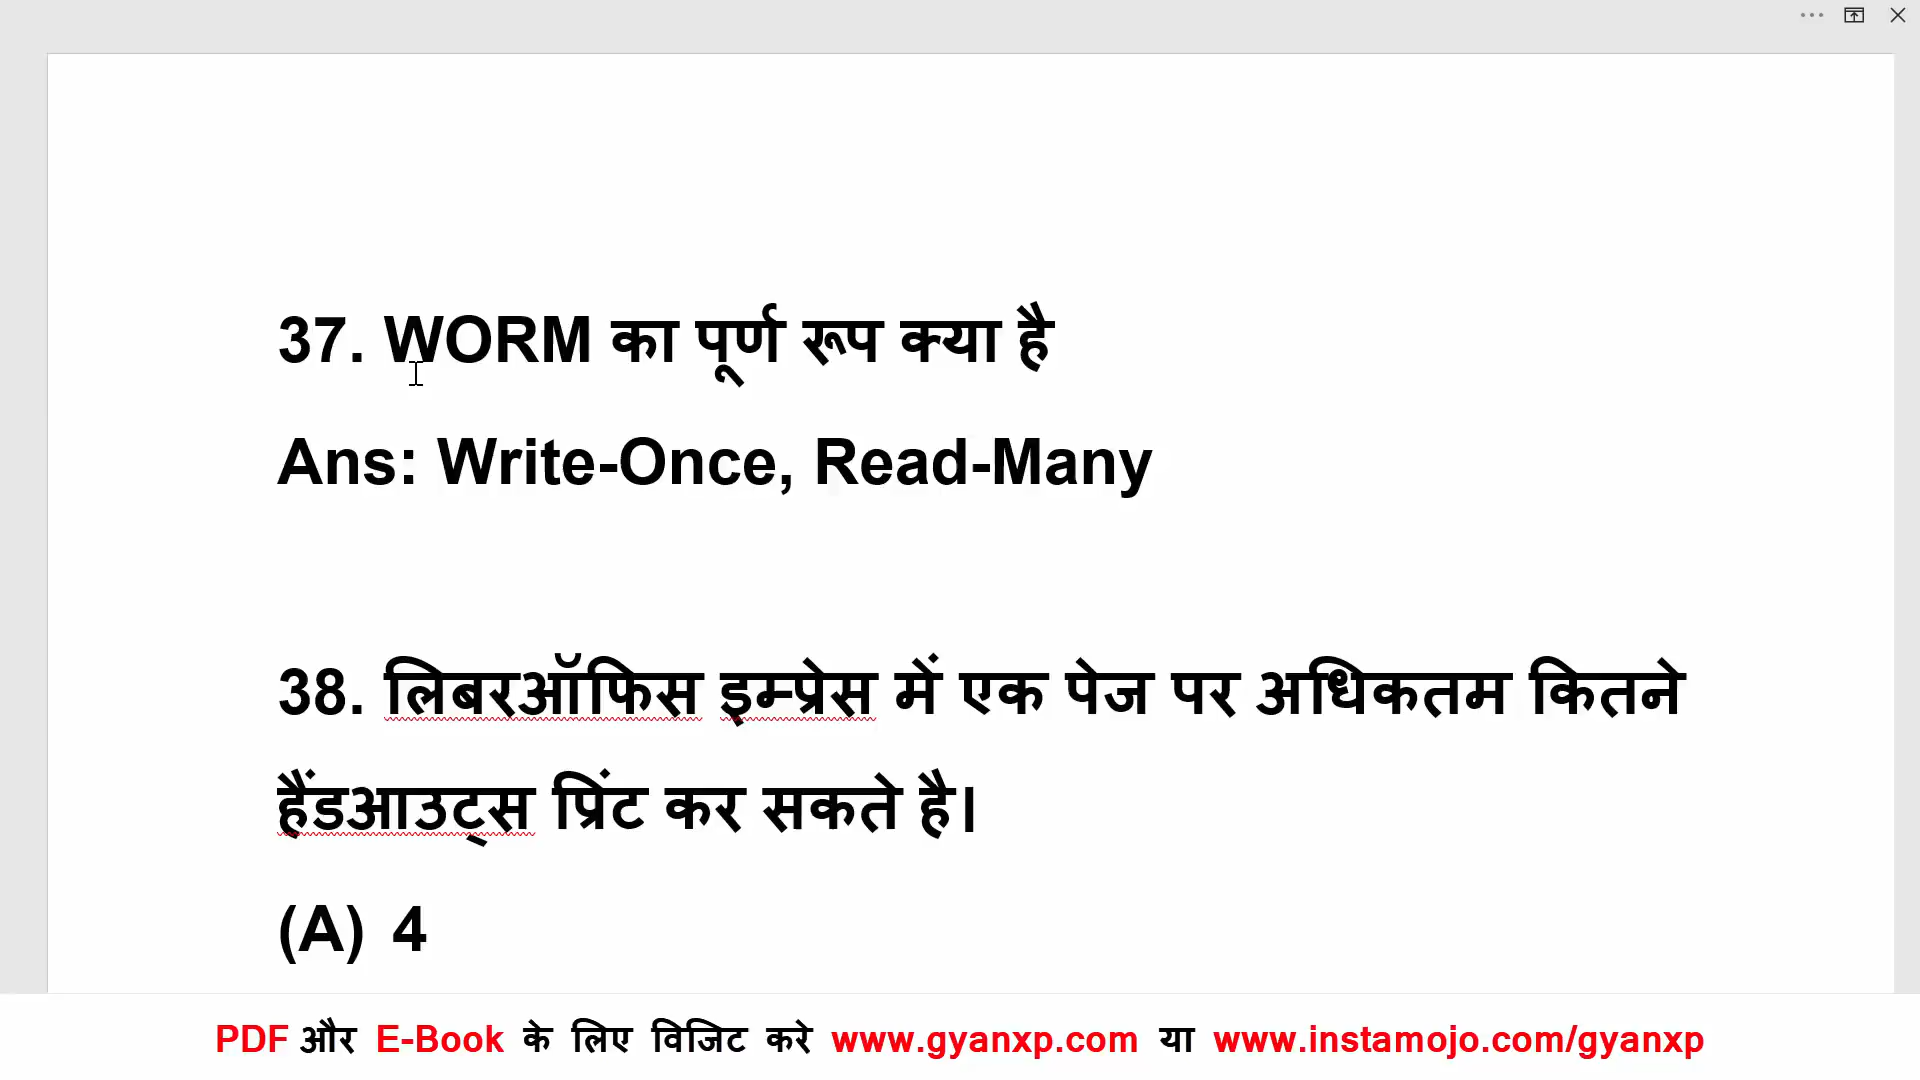 37. WORM का पूर्ण रूप क्या है
Ans: Write-Once, Read-Many
38. लिबरऑफिस इम्प्रेस में एक पेज पर अधिकतम कितने
हैंडआउट्स प्रिंट कर सकते है।
(A) 4
PDF और E-Book के लिए विजिट करे www.gyanxp.com या www.instamojo.com/gyanxp